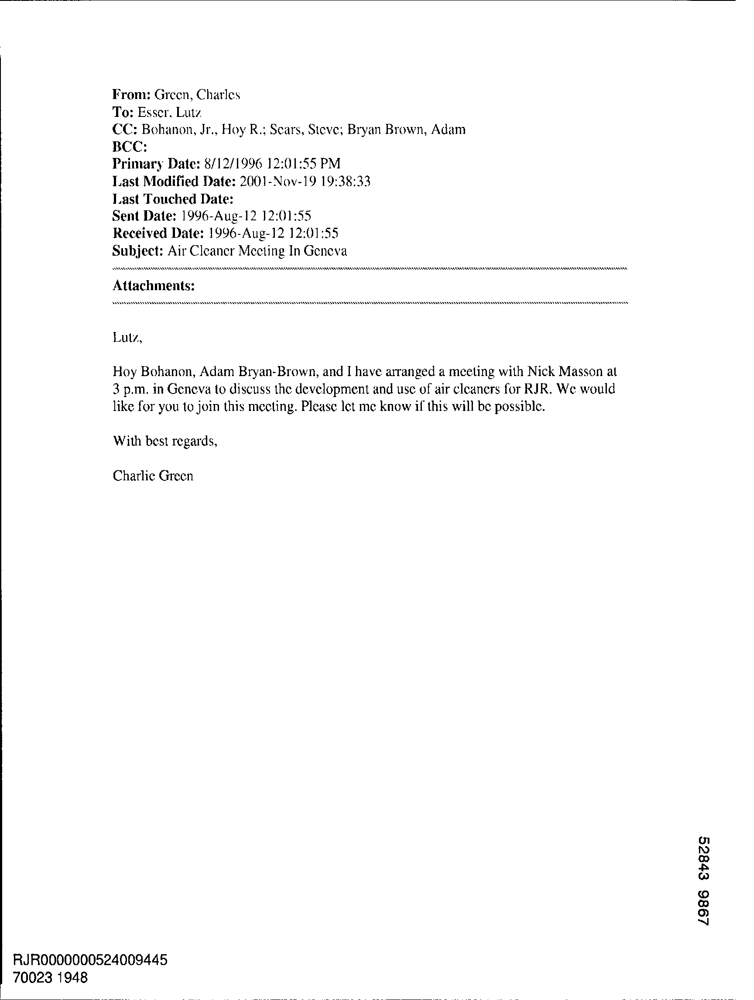 From: Green, Charles
To: Esser, Lutz
CC: Bohanon, Jr., Hoy R.; Sears, Steve; Bryan Brown, Adam
BCC:
Primary Date: 8/12/1996 12:01:55 PM
Last Modified Date: 2001-Nov-19 19:38:33
Last Touched Date:
Sent Date: 1996-Aug-12 12:01:55
Received Date: 1996-Aug-12 12:01:55
Subject: Air Cleaner Meeting In Geneva
Attachments:
Lutz,
Hoy Bohanon, Adam Bryan-Brown, and I have arranged a meeting with Nick Masson at
3 p.m. in Geneva to discuss the development and use of air cleaners for RJR. We would
like for you to join this meeting. Please let me know if this will be possible.
With best regards,
Charlie Green
52843 9867
RJR0000000524009445
70023 1948